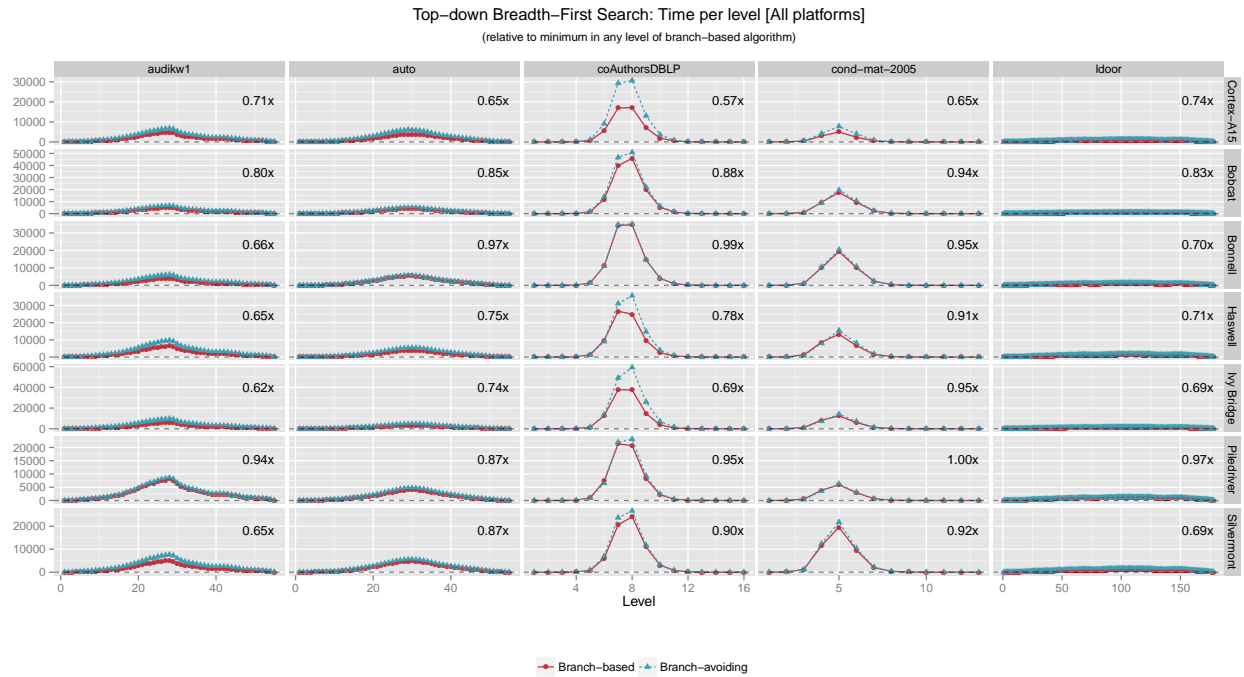 Top−down Breadth−First Search: Time per level [All platforms]
(relative to minimum in any level of branch−based algorithm)
audikw1 auto coAuthorsDBLP cond−mat−2005 ldoor
30000
20000
10000
0
0.71x 0.65x 0.57x 0.65x 0.74x
Cortex−A15
50000
40000
30000
20000
10000
0
0.80x 0.85x 0.88x 0.94x 0.83x
Bobcat
30000
20000
10000
0
0.66x 0.97x 0.99x 0.95x 0.70x
Bonnell
30000
20000
10000
0
0.65x 0.75x 0.78x 0.91x 0.71x
Haswell
60000
40000
20000
0
0.62x 0.74x 0.69x 0.95x 0.69x
Ivy Bridge
20000
15000
10000
5000
0
0.94x 0.87x 0.95x 1.00x 0.97x
Piledriver
20000
10000
0
0.65x 0.87x 0.90x 0.92x 0.69x
Silvermont
0 20 40 0 20 40 4 8 12 16 5 10 0 50 100 150
Level
Branch−based Branch−avoiding